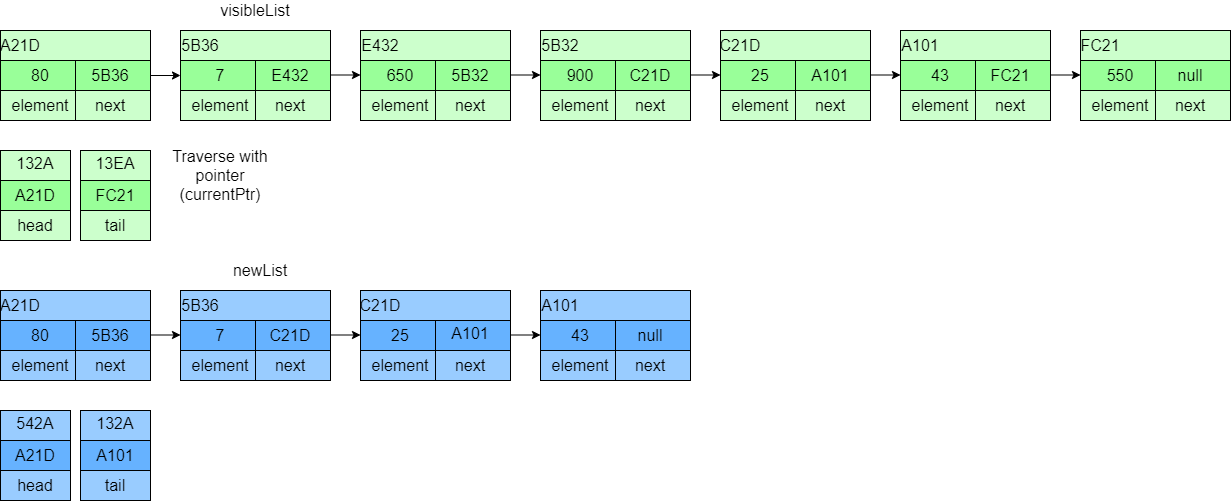 visibleList
A21D 5B36 E432 5B32 C21D A101 FC21
80 5B36 7 E432 650 5B32 900 C21D 25 A101 43 FC21 550 null
element next element next element next element next element next element next element next
132A 13EA Traverse with
pointer
A21D FC21 (currentPtr)
head tail
newList
A21D 5B36 C21D A101
80 5B36 7 C21D 25 A101 43 null
element next element next element next element next
542A 132A
A21D A101
head tail